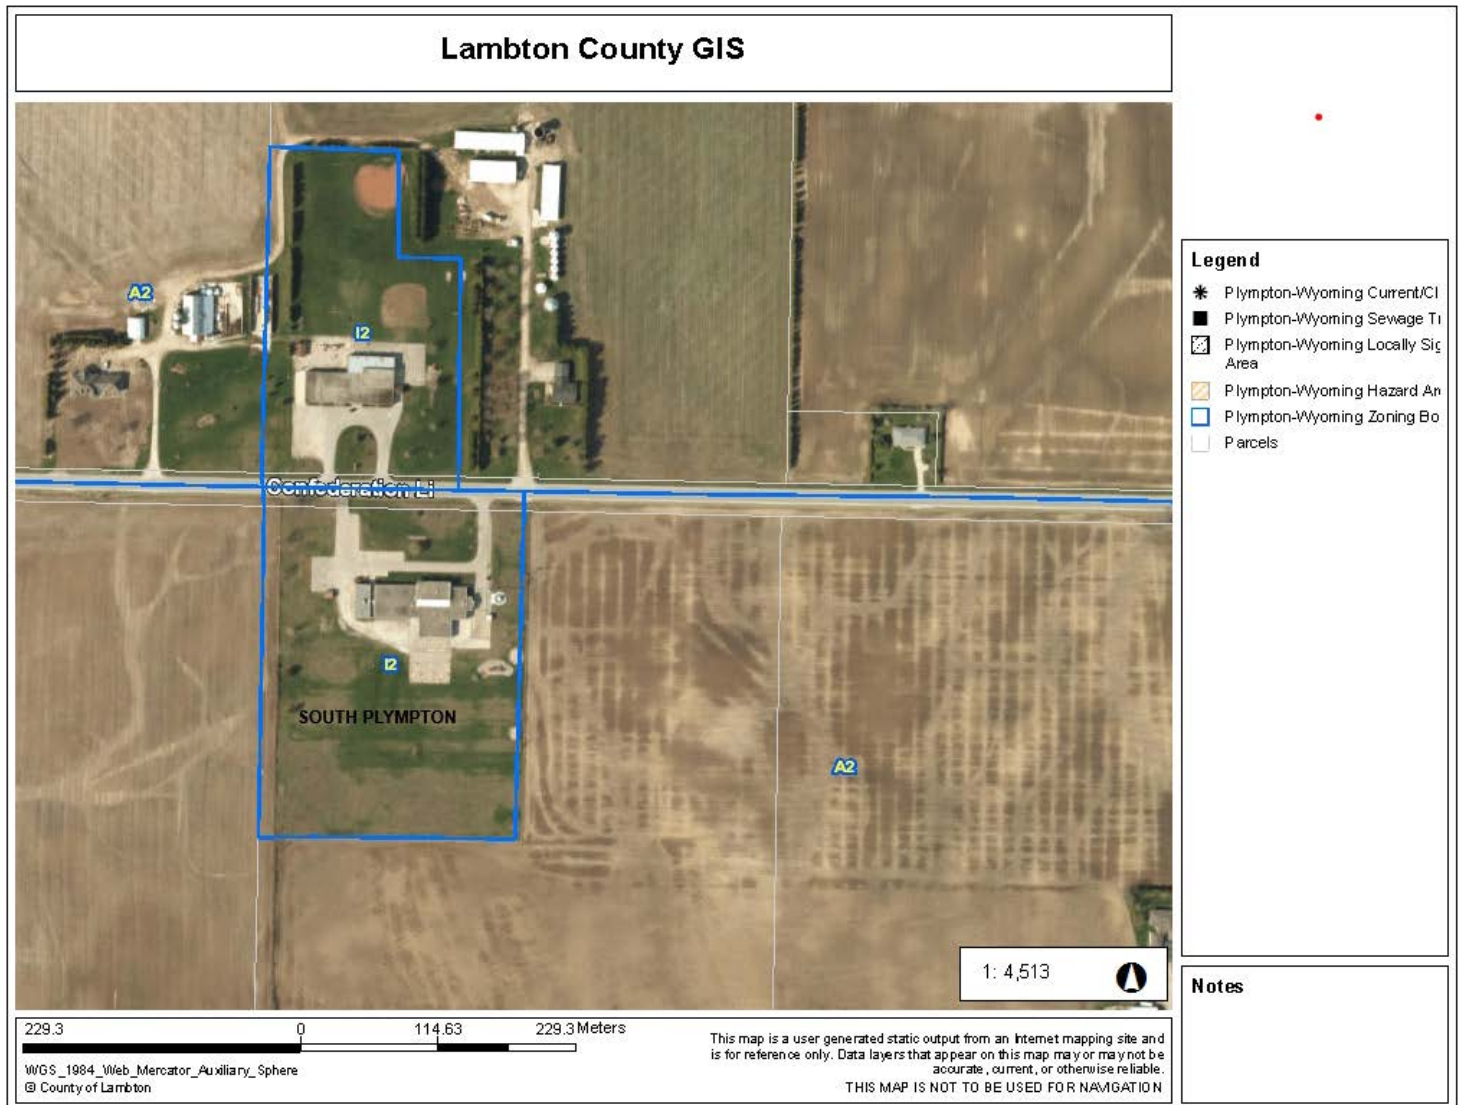 Lambton County GIS
A2
I2
Confederation Li
I2
SOUTH PLYMPTON
A2
1: 4,513
Legend
Plympton-Wyoming Current/Cl
Plympton-Wyoming Sewage Tr
Plympton-Wyoming Locally Sig
Area
Plympton-Wyoming Hazard Ar
Plympton-Wyoming Zoning Bo
Parcels
Notes
229.3 0 114.63 229.3 Meters
WGS_1984_Web_Mercator_Auxiliary_Sphere
© County of Lambton
This map is a user generated static output from an Internet mapping site and
is for reference only. Data layers that appear on this map may or may not be
accurate, current, or otherwise reliable.
THIS MAP IS NOT TO BE USED FOR NAVIGATION